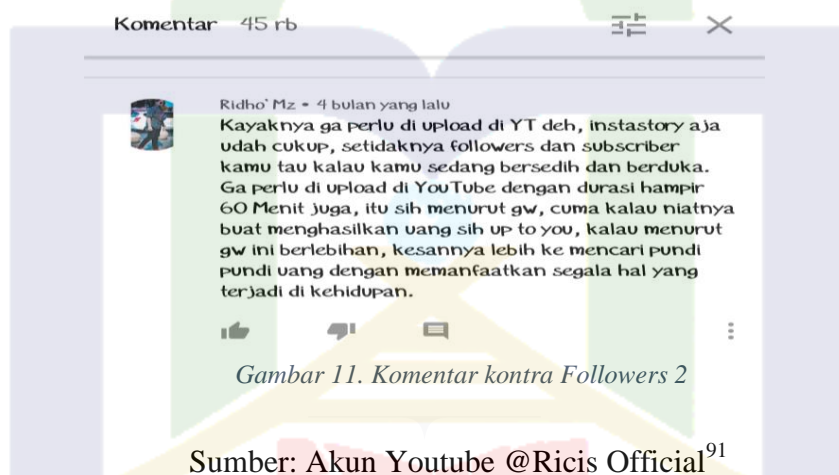 Komentar 45 rb
Ridho' Mz • 4 bulan yang lalu
Kayaknya ga perlu di upload di YT deh, instastory aja
udah cukup, setidaknya followers dan subscriber
kamu tau kalau kamu sedang bersedih dan berduka.
Ga perlu di upload di YouTube dengan durasi hampir
60 Menit juga, itu sih menurut gw, cuma kalau niatnya
buat menghasilkan uang sih up to you, kalau menurut
gw ini berlebihan, kesannya lebih ke mencari pundi
pundi uang dengan memanfaatkan segala hal yang
terjadi di kehidupan.
Gambar 11. Komentar kontra Followers 2
Sumber: Akun Youtube @Ricis Official91